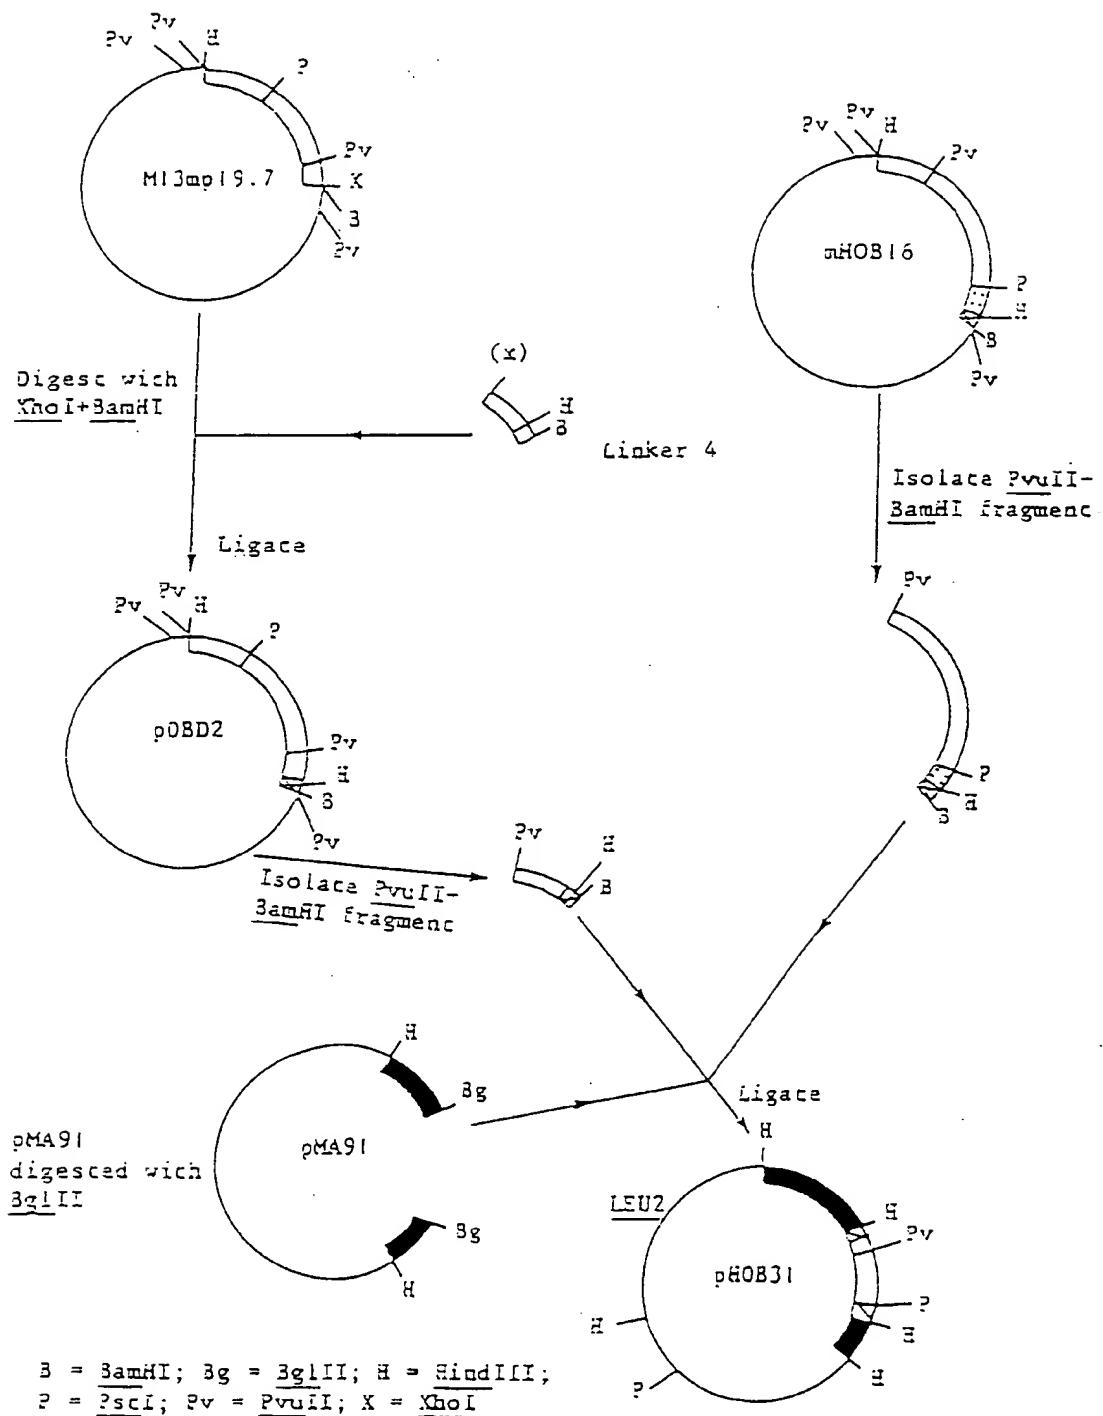 Pv
Pv
H
P
Pv
X
B
Pv
M13mp19.7
Pv
Pv
H
Pv
mHOB16
P
H
B
Pv
Digest with
XhoI+BamHI
(x)
H
B
Linker 4
Isolate PvuII-
BamHI fragment
Ligate
Pv
Pv
H
P
pOBD2
Pv
H
B
Pv
Pv
P
H
B
Isolate PvuII-
BamHI fragment
Pv
H
B
H
Bg
pMA91
Bg
H
pMA91
digested with
BglII
Ligate
H
LEU2
H
Pv
pHOB31
P
H
H
H
P
B = BamHI; Bg = BglII; H = HindIII;
P = PstI; Pv = PvuII; X = XhoI